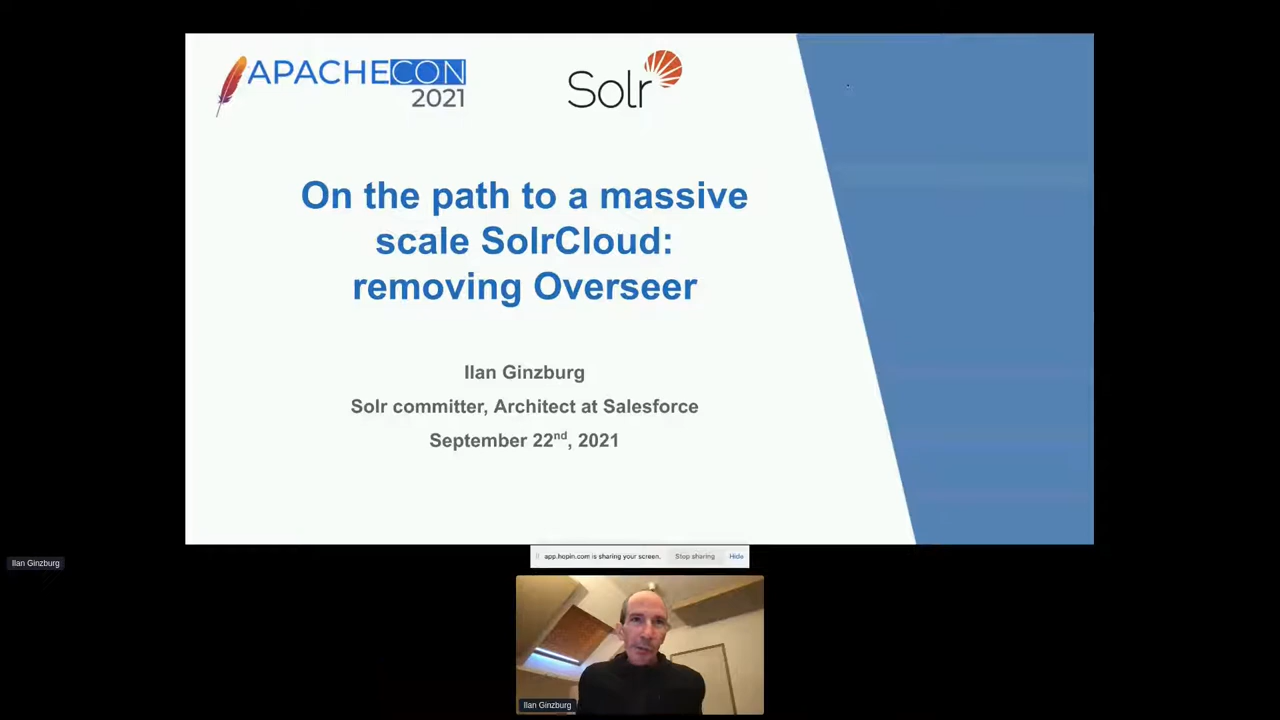 APACHECON
2021
Solr
On the path to a massive
scale SolrCloud:
removing Overseer
Ilan Ginzburg
Solr committer, Architect at Salesforce
September 22nd, 2021
app.hopin.com is sharing your screen.
Stop sharing
Hide
Ilan Ginzburg
Ilan Ginzburg